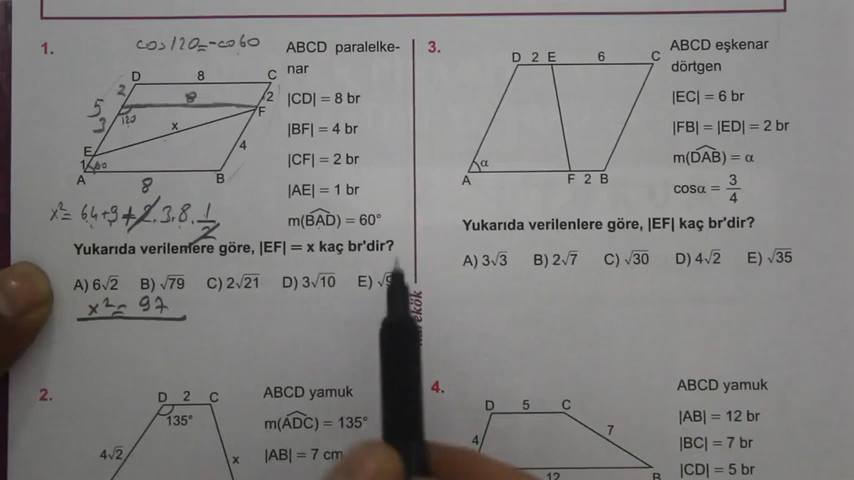 1.
cos120=-cos60
D 8 C
5 2 8 2
3 120 x F
E 4
1 60
A 8 B
x²= 64+9+2.3.8.1/2
ABCD paralelke-
nar
|CD| = 8 br
|BF| = 4 br
|CF| = 2 br
|AE| = 1 br
m(BAD) = 60°
Yukarıda verilenlere göre, |EF| = x kaç br'dir?
A) 6√2 B) √79 C) 2√21 D) 3√10 E)
x²= 97
2.
D 2 C
135°
4√2 x
ABCD yamuk
m(ADC) = 135°
|AB| = 7 cm
karekök
3.
D 2 E 6 C
α
A F 2 B
ABCD eşkenar
dörtgen
|EC| = 6 br
|FB| = |ED| = 2 br
m(DAB) = α
cosα = 3/4
Yukarıda verilenlere göre, |EF| kaç br'dir?
A) 3√3 B) 2√7 C) √30 D) 4√2 E) √35
4.
D 5 C
4 7
12 B
ABCD yamuk
|AB| = 12 br
|BC| = 7 br
|CD| = 5 br